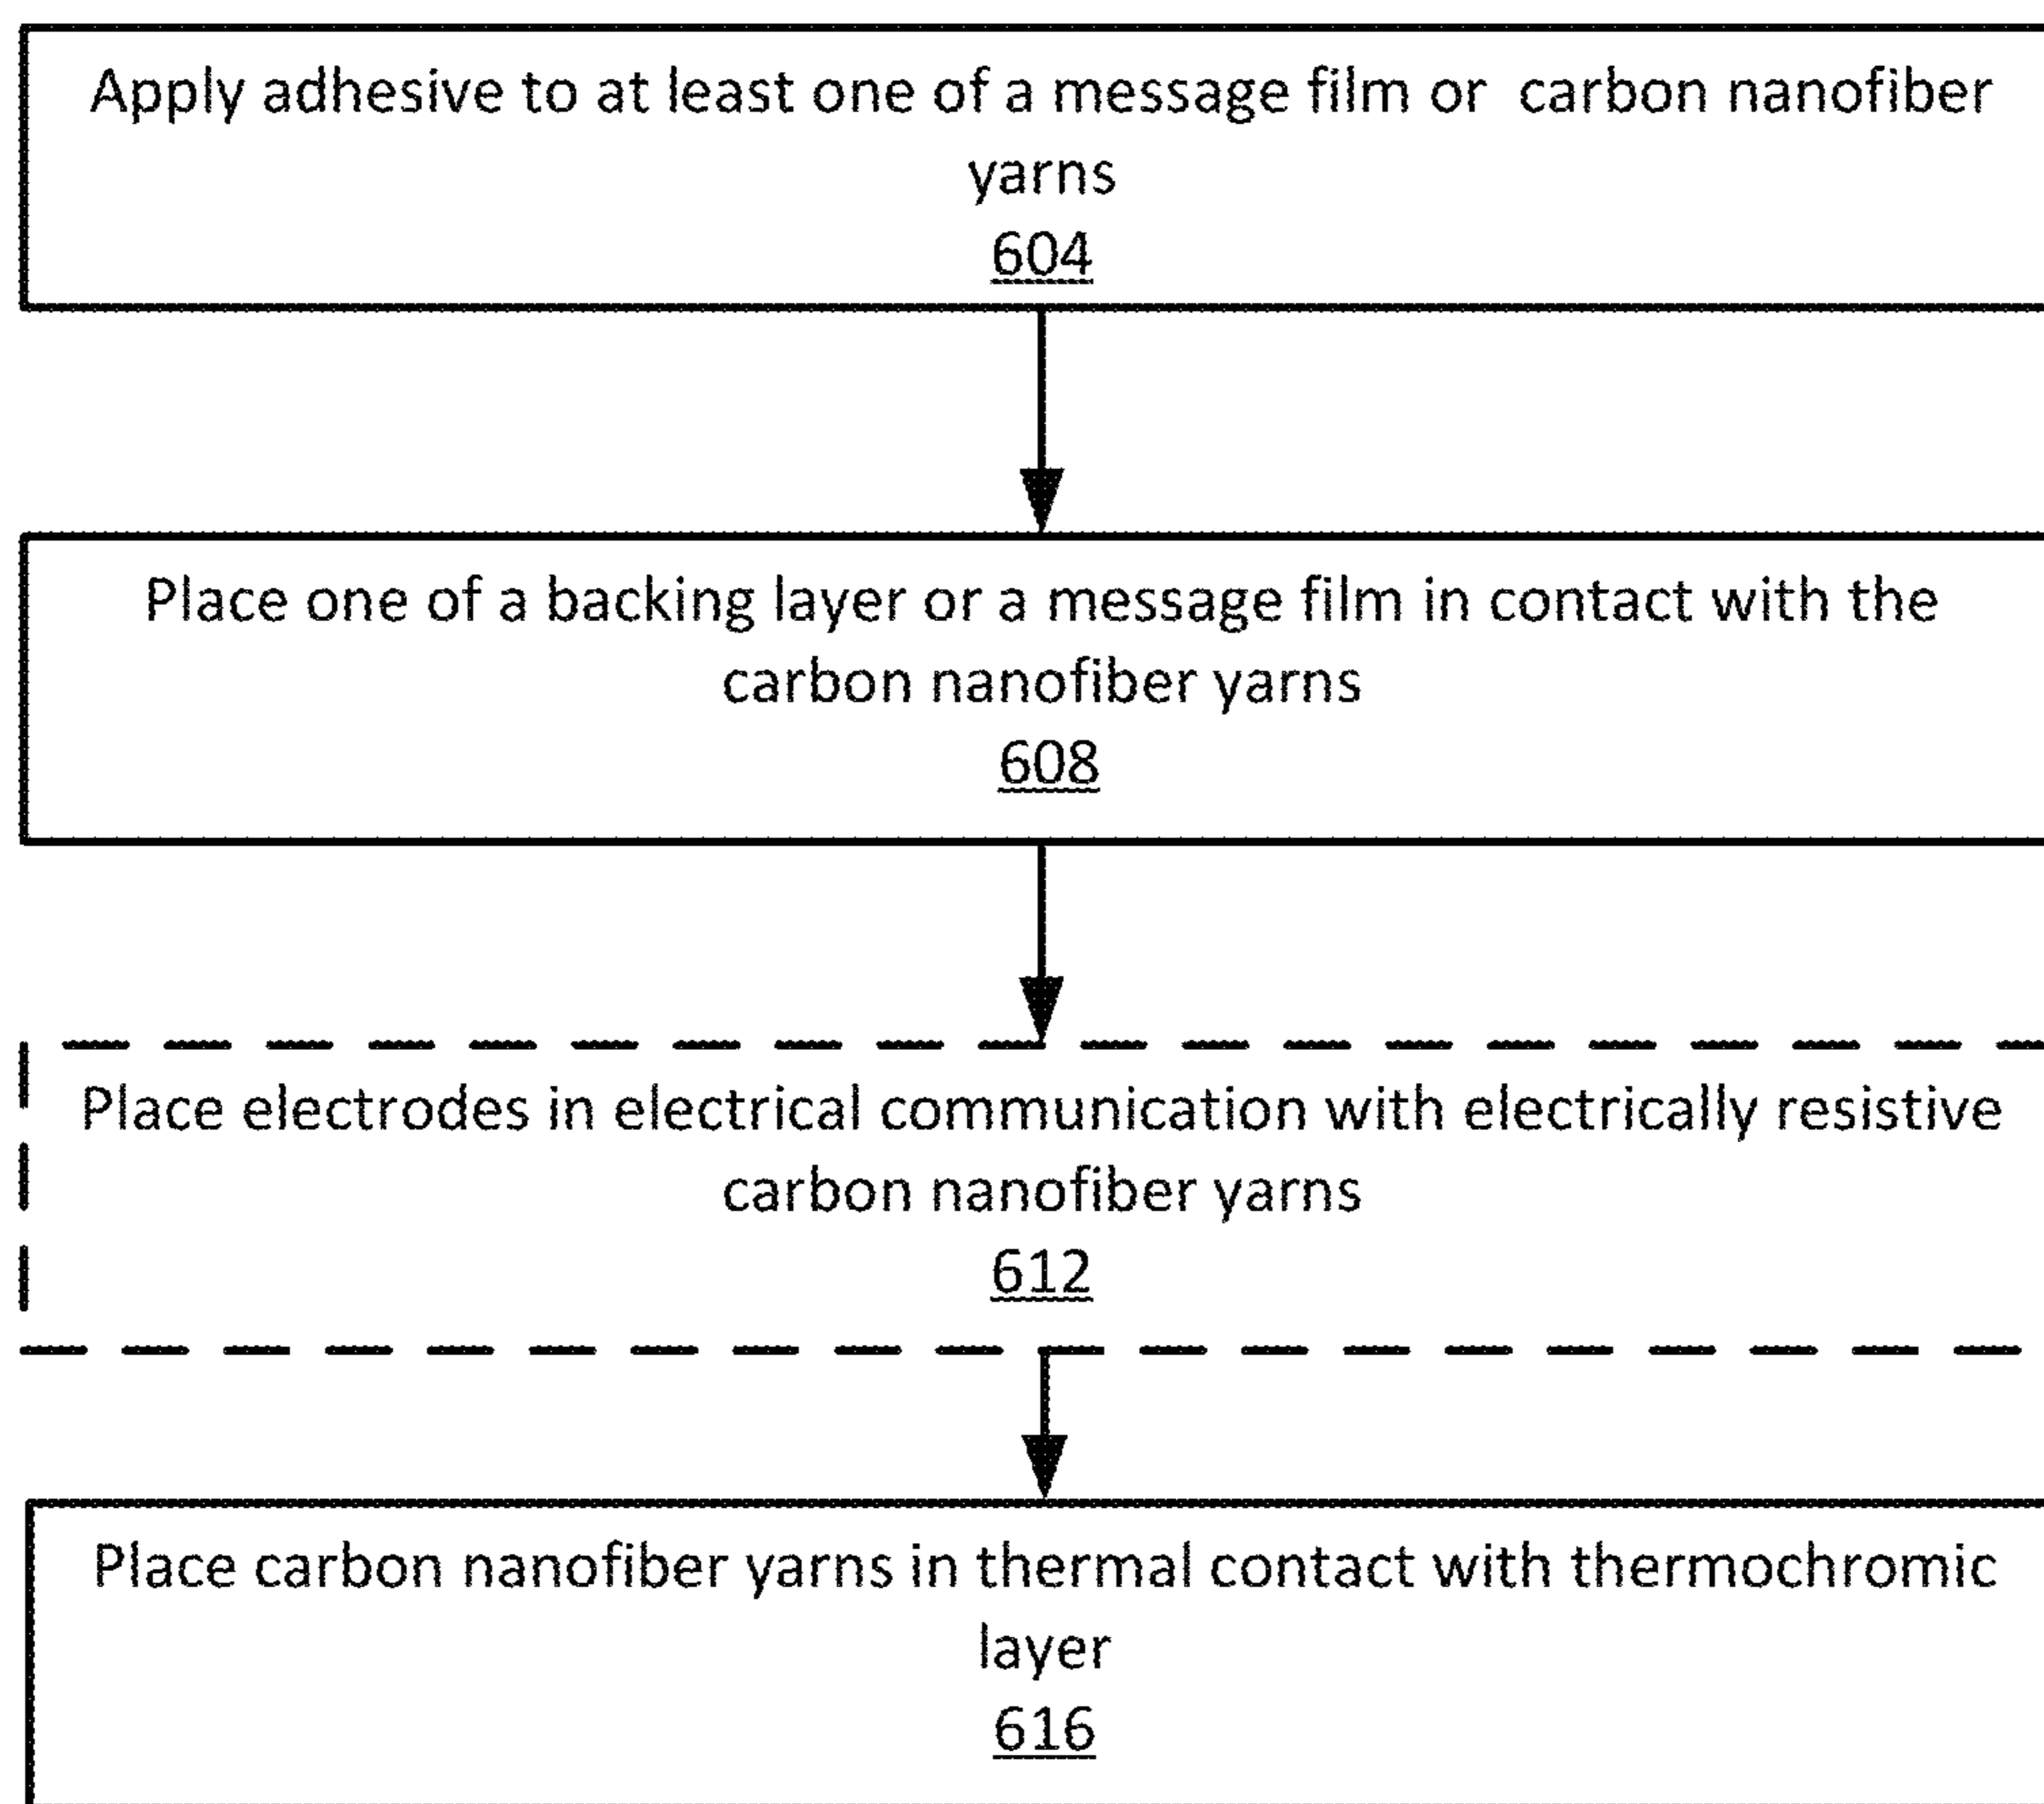 Apply adhesive to at least one of a message film or carbon nanofiber
yarns
604
Place one of a backing layer or a message film in contact with the
carbon nanofiber yarns
608
Place electrodes in electrical communication with electrically resistive
carbon nanofiber yarns
612
Place carbon nanofiber yarns in thermal contact with thermochromic
layer
616